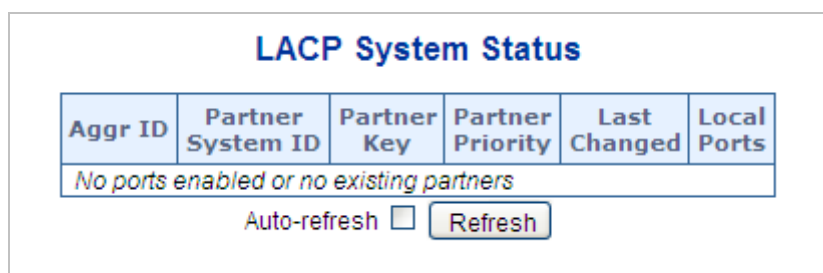 LACP System Status
Aggr ID Partner System ID Partner Key Partner Priority Last Changed Local Ports
No ports enabled or no existing partners
Auto-refresh Refresh